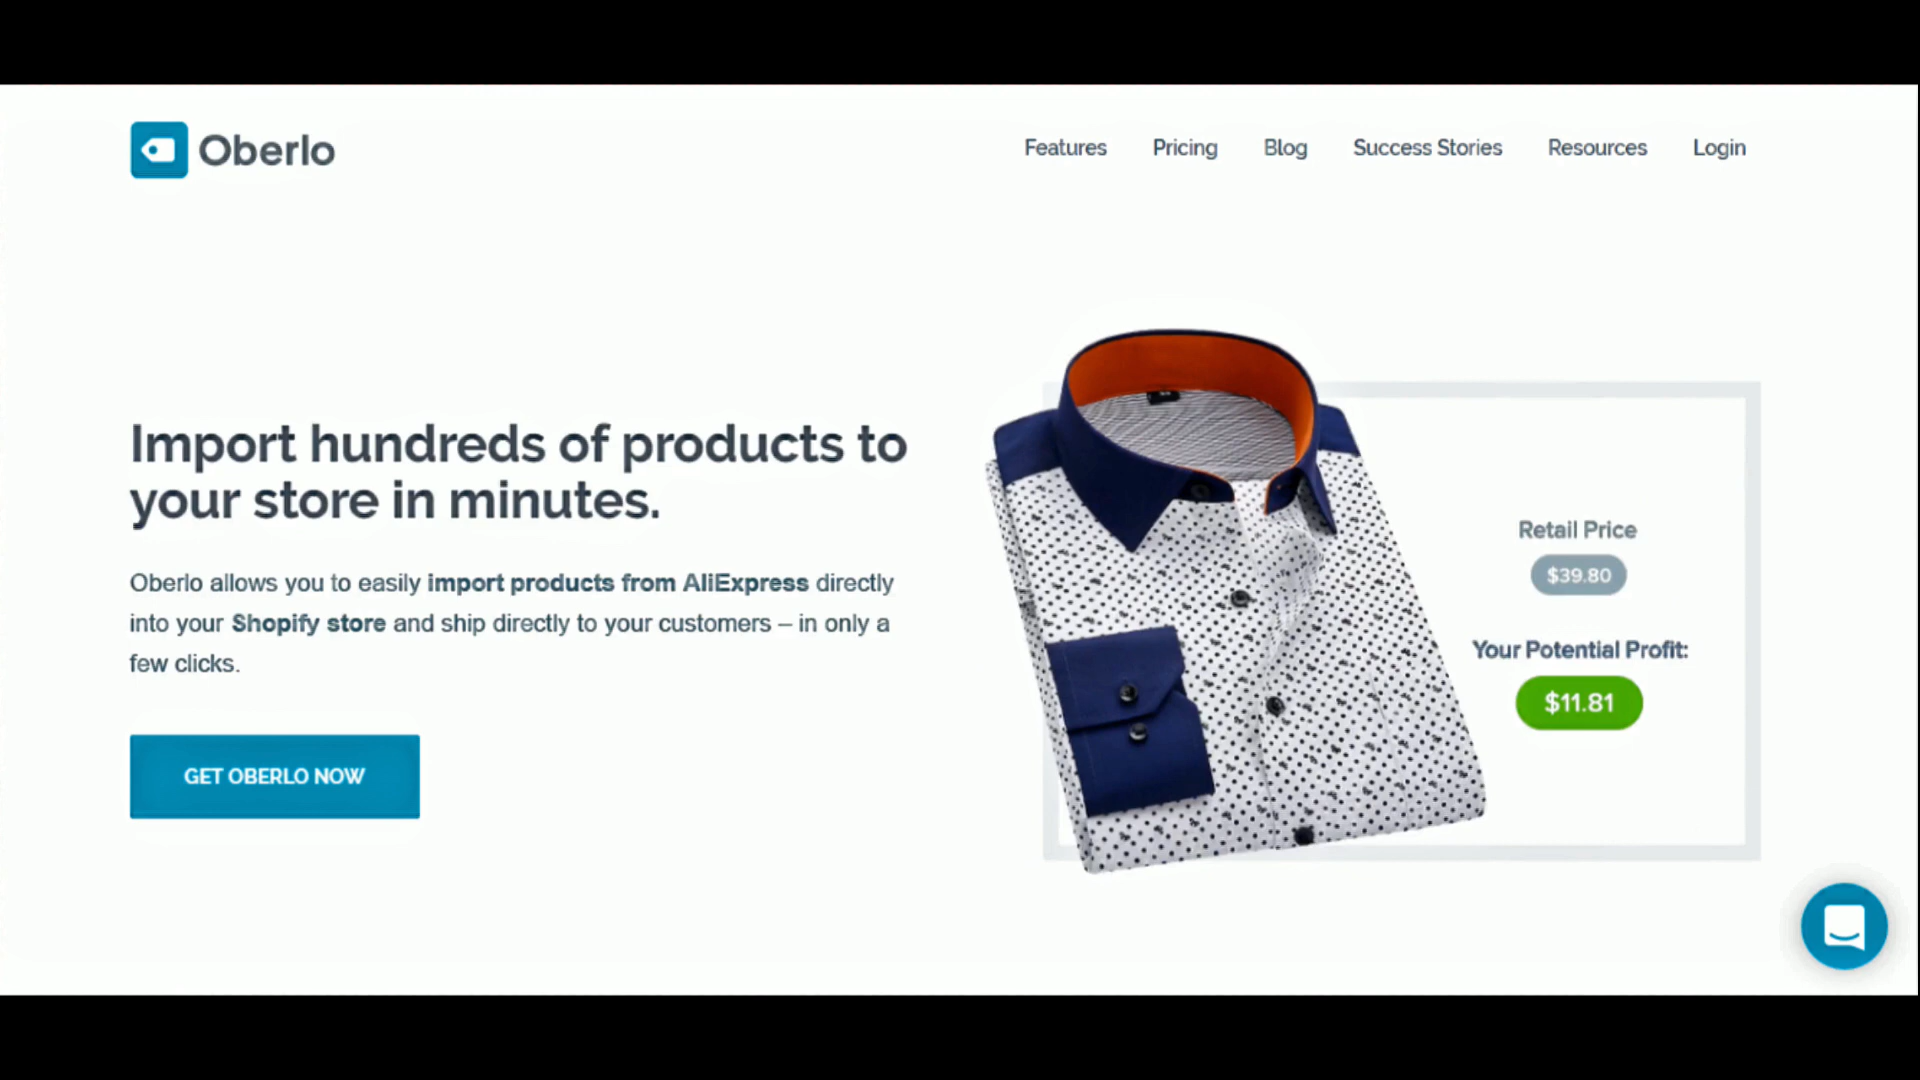 Oberlo
Features Pricing Blog Success Stories Resources Login
Import hundreds of products to
your store in minutes.
Oberlo allows you to easily import products from AliExpress directly
into your Shopify store and ship directly to your customers – in only a
few clicks.
GET OBERLO NOW
Retail Price
$39.80
Your Potential Profit:
$11.81